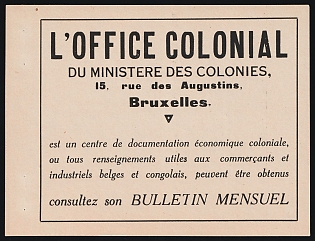 L'OFFICE COLONIAL
DU MINISTERE DES COLONIES,
15, rue des Augustins,
Bruxelles.
est un centre de documentation économique coloniale,
ou tous renseignements utiles aux commerçants et
industriels belges et congolais, peuvent être obtenus
consultez son BULLETIN MENSUEL